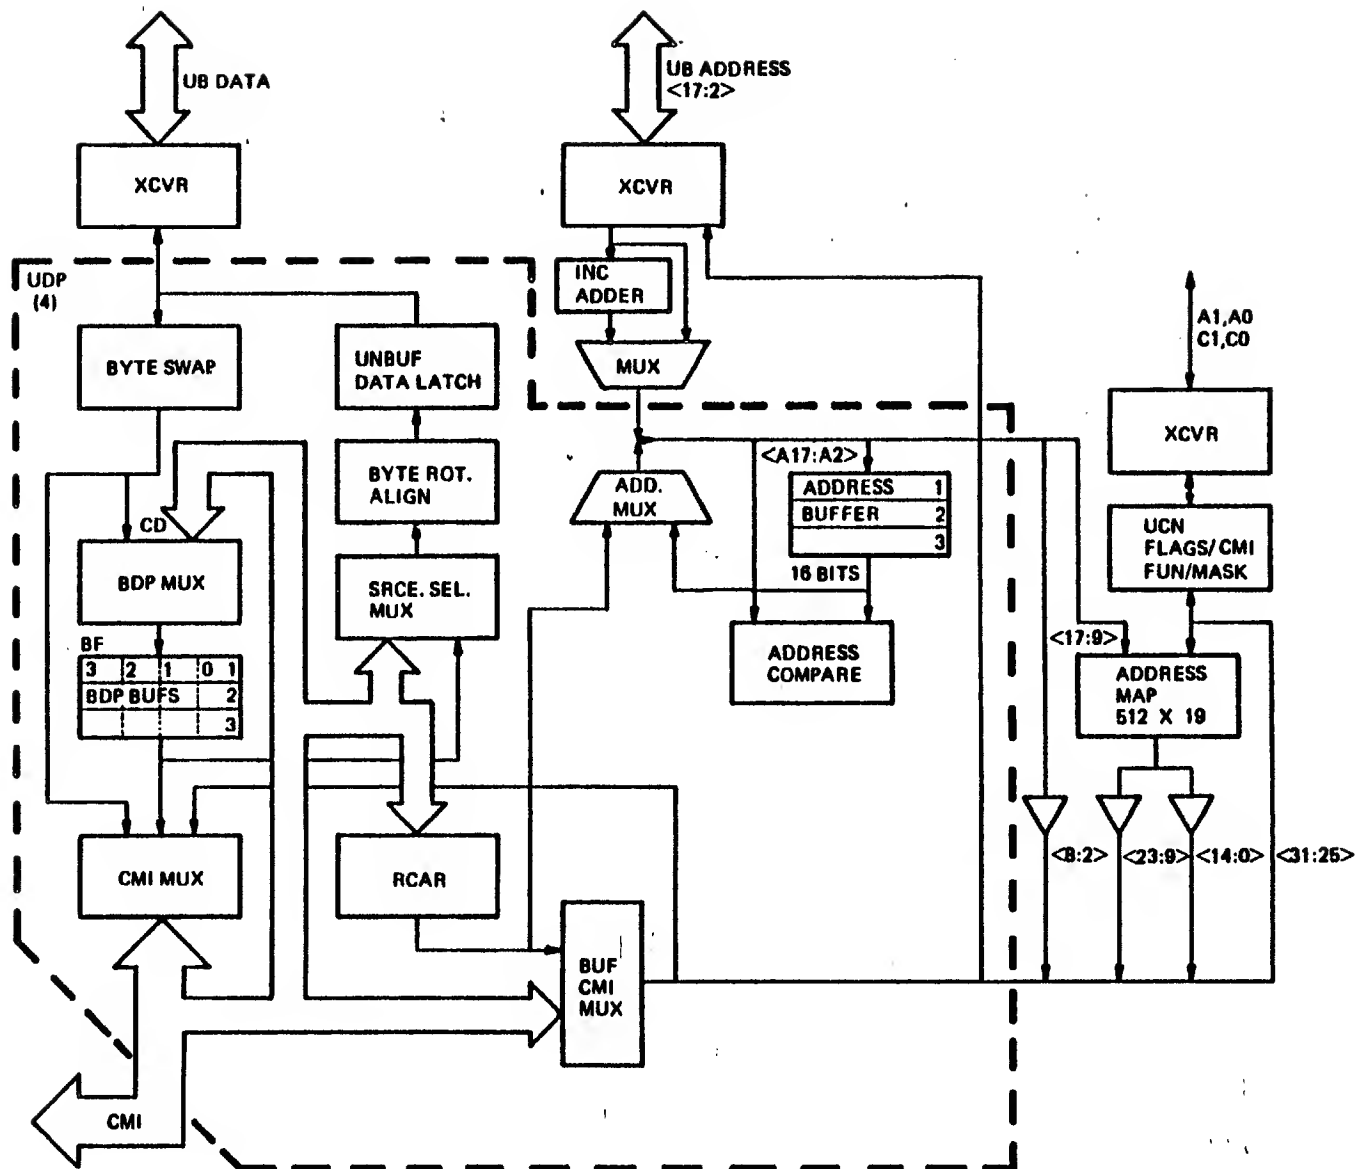 UB DATA
UB ADDRESS
<17:2>
XCVR
XCVR
UDP
(4)
INC
ADDER
A1,A0
C1,C0
BYTE SWAP
UNBUF
DATA LATCH
MUX
XCVR
BYTE ROT.
ALIGN
<A17:A2>
ADD.
MUX
ADDRESS 1
BUFFER 2
3
CD
UCN
FLAGS/CMI
FUN/MASK
BDP MUX
SRCE. SEL.
MUX
16 BITS
BF
3 2 1 0 1
BDP BUFS 2
3
ADDRESS
COMPARE
<17:9>
ADDRESS
MAP
512 X 19
CMI MUX
RCAR
<8:2>
<23:9>
<14:0>
<31:25>
BUF
CMI
MUX
CMI